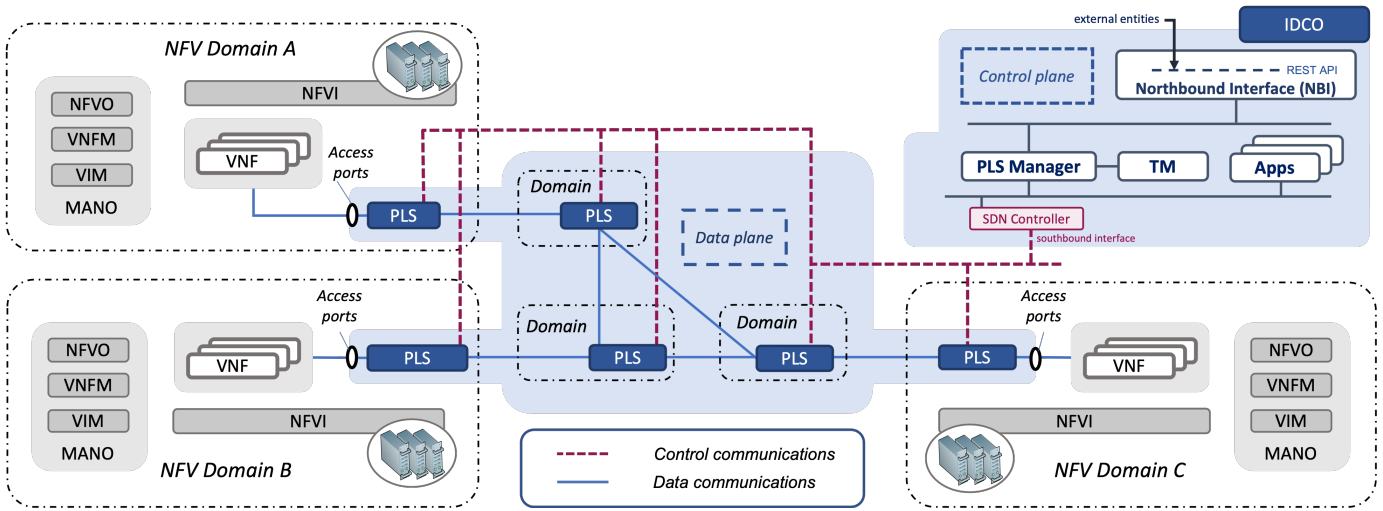 NFV Domain A
NFVO
VNFM
VIM
MANO
NFVI
VNF
Access
ports
PLS
Domain
PLS
Data plane
external entities
IDCO
Control plane
REST API
Northbound Interface (NBI)
PLS Manager
TM
Apps
SDN Controller
southbound interface
NFVO
VNFM
VIM
MANO
VNF
NFVI
NFV Domain B
Access
ports
PLS
Domain
PLS
Domain
PLS
PLS
Access
ports
VNF
NFVI
NFV Domain C
NFVO
VNFM
VIM
MANO
Control communications
Data communications